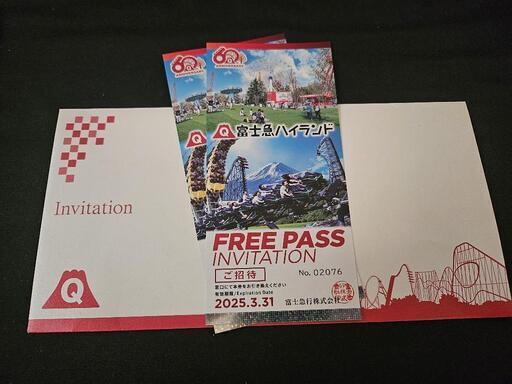 60
Invitation
Q
富士急ハイランド
FREE PASS
INVITATION
ご招待
No. 02076
窓口にて本券をお引き換えください
有効期限/Expiration Date
2025.3.31
富士急行株式会社